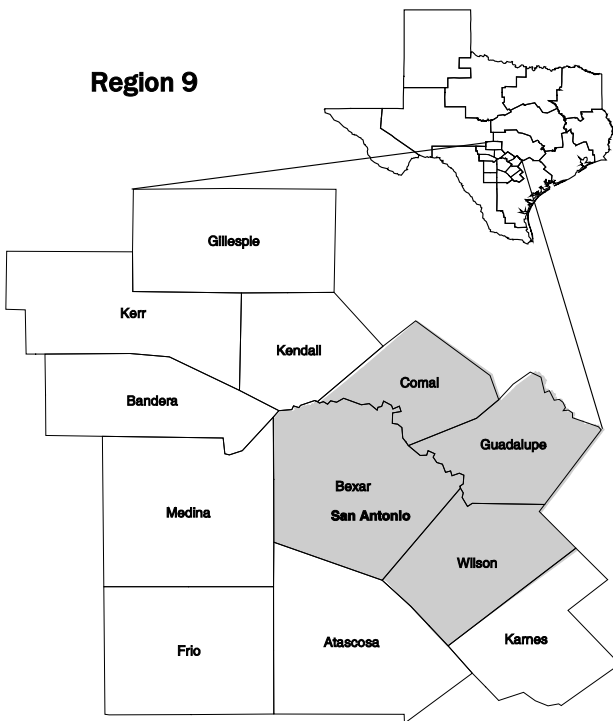 Region 9
Gillespie
Kerr
Kendall
Comal
Bandera
Guadalupe
Bexar
San Antonio
Medina
Wilson
Karnes
Atascosa
Frio